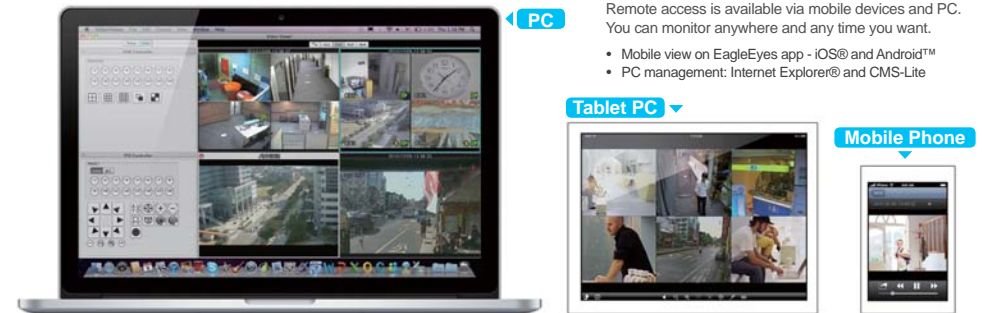 PC
Remote access is available via mobile devices and PC.
You can monitor anywhere and any time you want.
• Mobile view on EagleEyes app - iOS® and Android™
• PC management: Internet Explorer® and CMS-Lite
Tablet PC
Mobile Phone